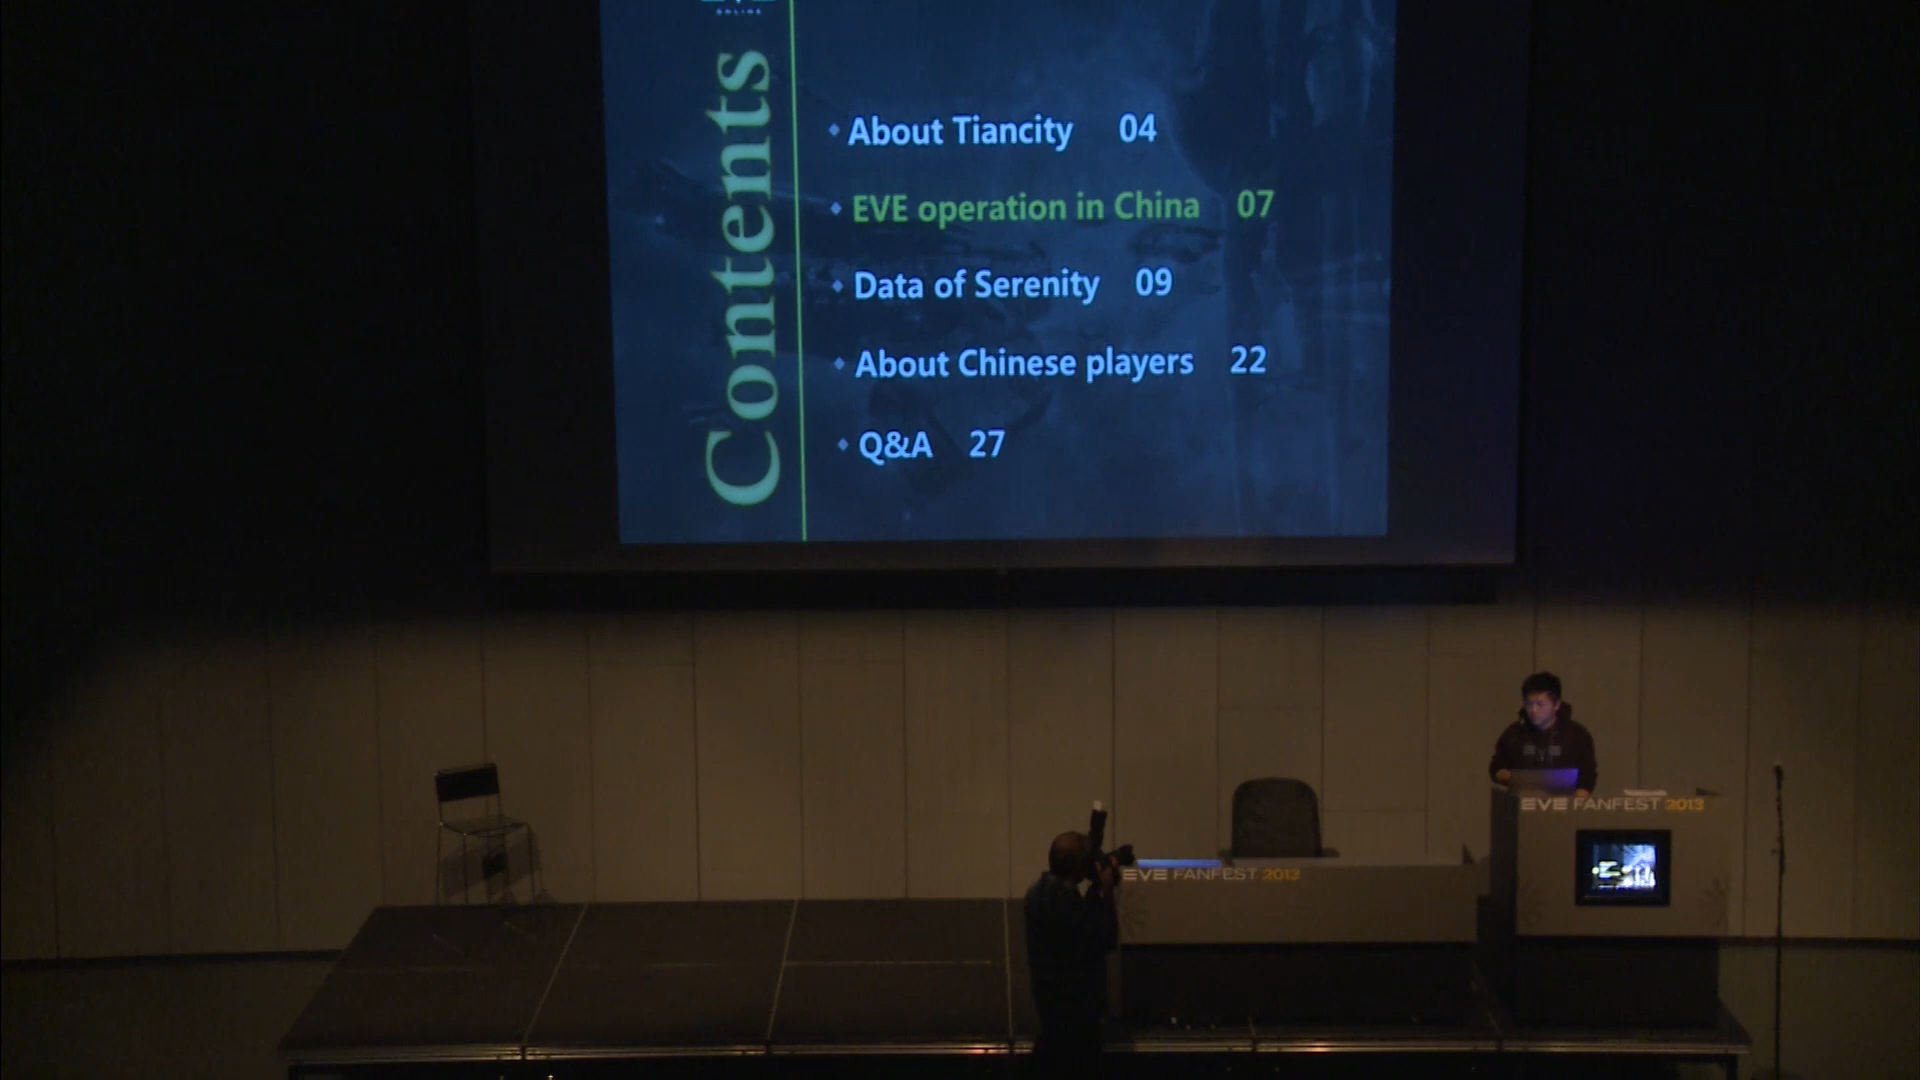 ONLINE
Contents
About Tiancity 04
EVE operation in China 07
Data of Serenity 09
About Chinese players 22
Q&A 27
EVE FANFEST 2013
EVE FANFEST 2013